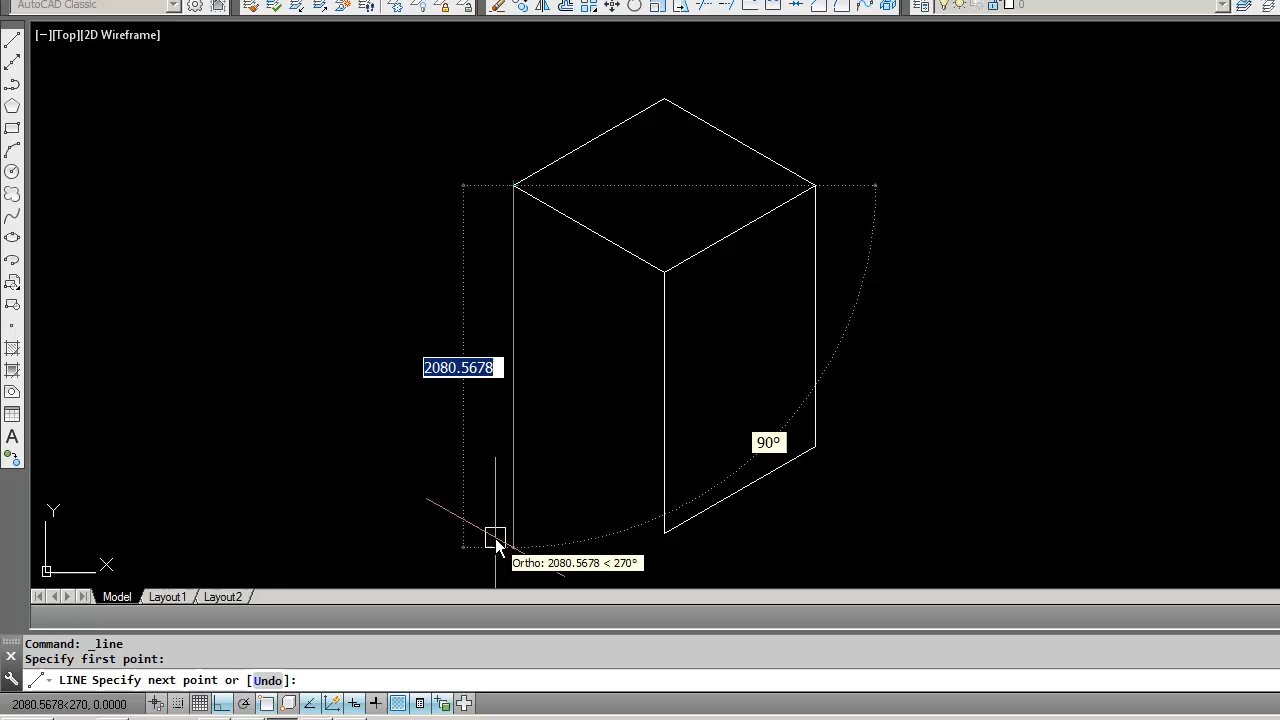 AutoCAD Classic
0
[−][Top][2D Wireframe]
2080.5678
90°
Ortho: 2080.5678 < 270°
Y
X
Model Layout1 Layout2
Command: _line
Specify first point:
LINE Specify next point or [Undo]:
2080.5678<270, 0.0000
A